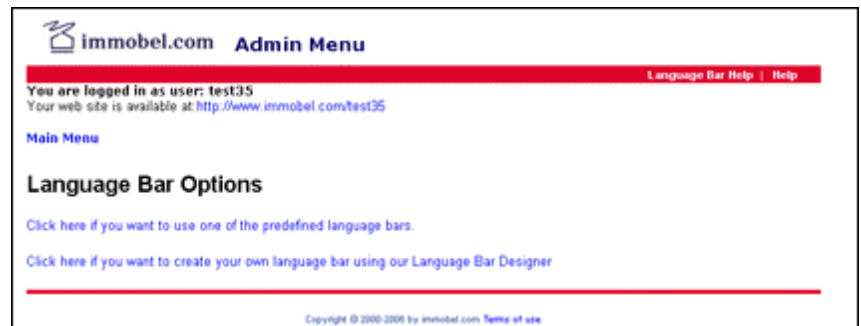 immobel.com Admin Menu
Language Bar Help | Help
You are logged in as user: test35
Your web site is available at:http://www.immobel.com/test35
Main Menu
Language Bar Options
Click here if you want to use one of the predefined language bars.
Click here if you want to create your own language bar using our Language Bar Designer
Copyright © 2000-2006 by immobel.com Terms of use